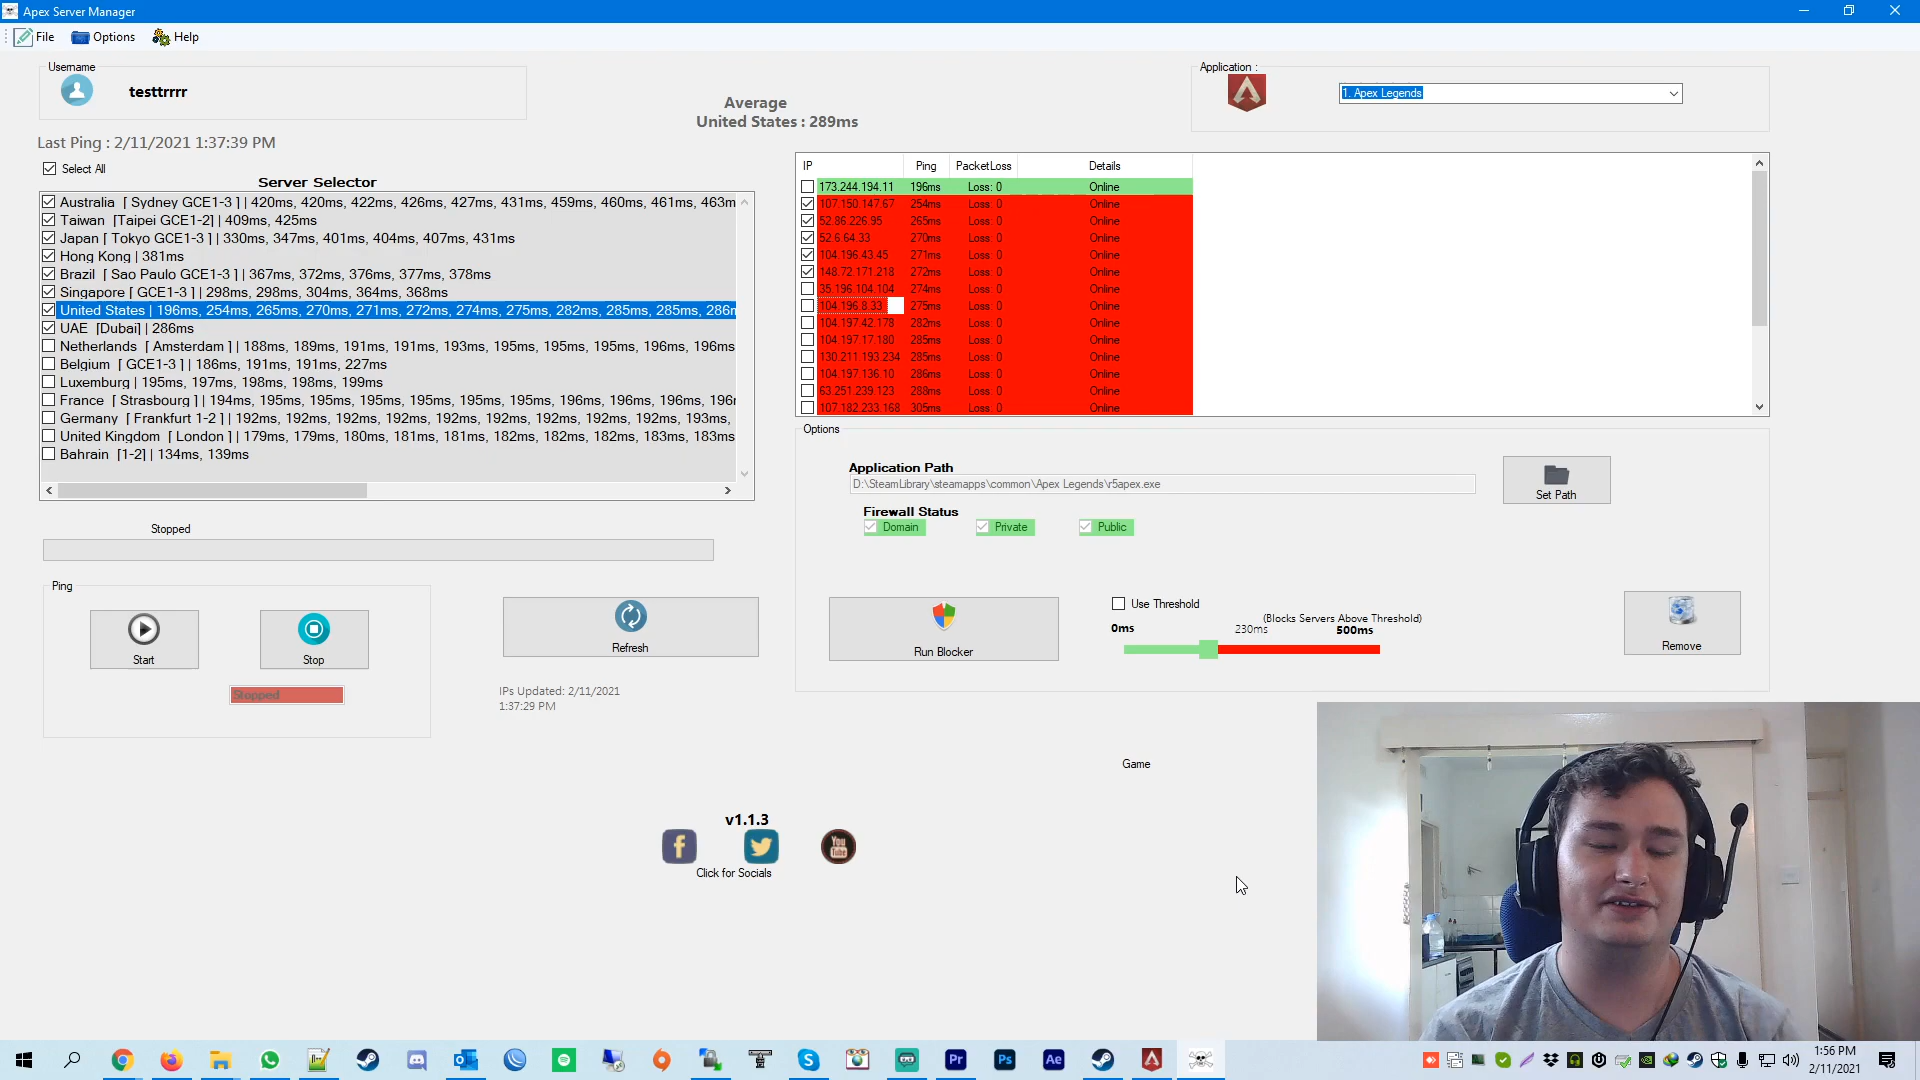 Apex Server Manager
File Options Help
Username
testtrrrr
Average
United States : 289ms
Application :
1. Apex Legends
Last Ping : 2/11/2021 1:37:39 PM
Select All
Server Selector
Australia [ Sydney GCE1-3 ] | 420ms, 420ms, 422ms, 426ms, 427ms, 431ms, 459ms, 460ms, 461ms, 463m
Taiwan [Taipei GCE1-2] | 409ms, 425ms
Japan [ Tokyo GCE1-3 ] | 330ms, 347ms, 401ms, 404ms, 407ms, 431ms
Hong Kong | 381ms
Brazil [ Sao Paulo GCE1-3 ] | 367ms, 372ms, 376ms, 377ms, 378ms
Singapore [ GCE1-3 ] | 298ms, 298ms, 304ms, 364ms, 368ms
United States | 196ms, 254ms, 265ms, 270ms, 271ms, 272ms, 274ms, 275ms, 282ms, 285ms, 285ms, 286m
UAE [Dubai] | 286ms
Netherlands [ Amsterdam ] | 188ms, 189ms, 191ms, 191ms, 193ms, 195ms, 195ms, 195ms, 196ms, 196ms
Belgium [ GCE1-3 ] | 186ms, 191ms, 191ms, 227ms
Luxemburg | 195ms, 197ms, 198ms, 198ms, 199ms
France [ Strasbourg ] | 194ms, 195ms, 195ms, 195ms, 195ms, 195ms, 196ms, 196ms, 196ms, 196m
Germany [ Frankfurt 1-2 ] | 192ms, 192ms, 192ms, 192ms, 192ms, 192ms, 192ms, 192ms, 193ms,
United Kingdom [ London ] | 179ms, 179ms, 180ms, 181ms, 181ms, 182ms, 182ms, 182ms, 183ms, 183ms
Bahrain [1-2] | 134ms, 139ms
IP Ping PacketLoss Details
173.244.194.11 196ms Loss: 0 Online
107.150.147.67 254ms Loss: 0 Online
52.86.226.95 265ms Loss: 0 Online
52.6.64.33 270ms Loss: 0 Online
104.196.43.45 271ms Loss: 0 Online
148.72.171.218 272ms Loss: 0 Online
35.196.104.104 274ms Loss: 0 Online
104.196.8.33 275ms Loss: 0 Online
104.197.42.178 282ms Loss: 0 Online
104.197.17.180 285ms Loss: 0 Online
130.211.193.234 285ms Loss: 0 Online
104.197.136.10 286ms Loss: 0 Online
63.251.239.123 288ms Loss: 0 Online
107.182.233.168 305ms Loss: 0 Online
Options
Application Path
D:\SteamLibrary\steamapps\common\Apex Legends\r5apex.exe
Set Path
Firewall Status
Domain Private Public
Stopped
Ping
Start
Stop
Stopped
Refresh
IPs Updated: 2/11/2021
1:37:29 PM
Run Blocker
Use Threshold
(Blocks Servers Above Threshold)
0ms 230ms 500ms
Remove
Game
v1.1.3
f
You
Tube
Click for Socials
Pr
Ps
Ae
1:56 PM
2/11/2021